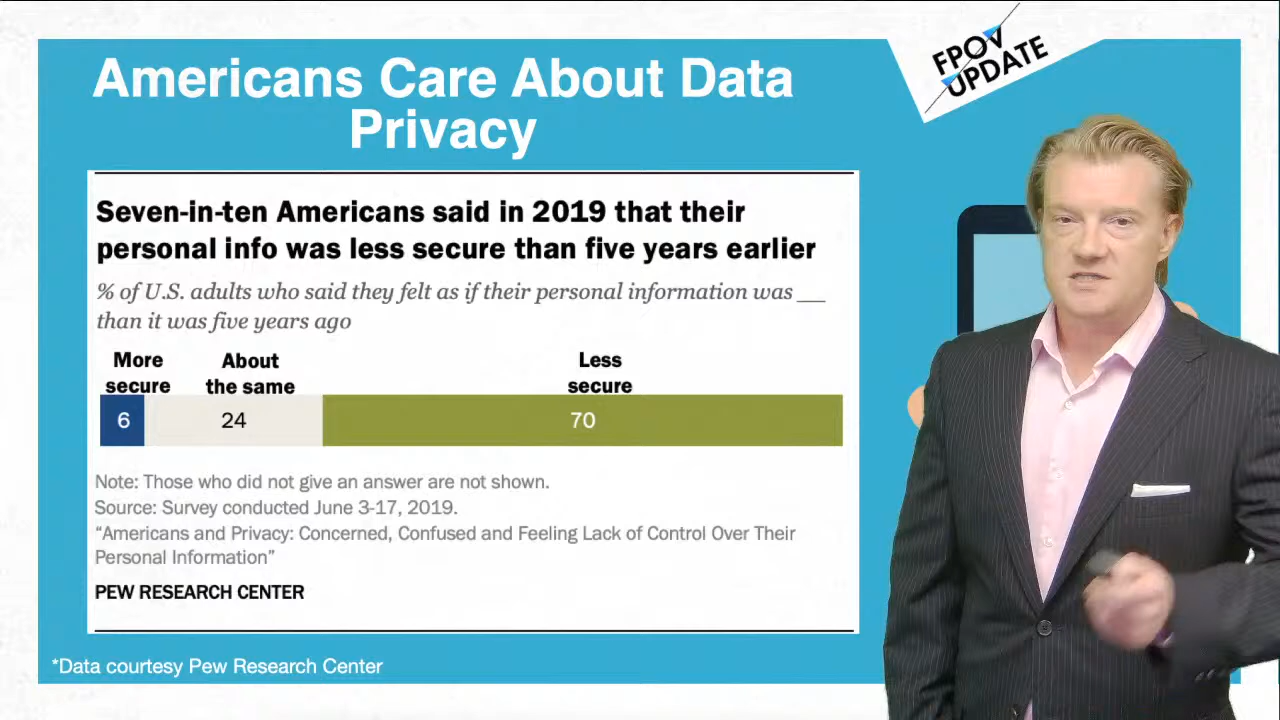 Americans Care About Data
Privacy
FPOV
UPDATE
Seven-in-ten Americans said in 2019 that their
personal info was less secure than five years earlier
% of U.S. adults who said they felt as if their personal information was __
than it was five years ago
More
secure
About
the same
Less
secure
6
24
70
Note: Those who did not give an answer are not shown.
Source: Survey conducted June 3-17, 2019.
“Americans and Privacy: Concerned, Confused and Feeling Lack of Control Over Their
Personal Information”
PEW RESEARCH CENTER
*Data courtesy Pew Research Center